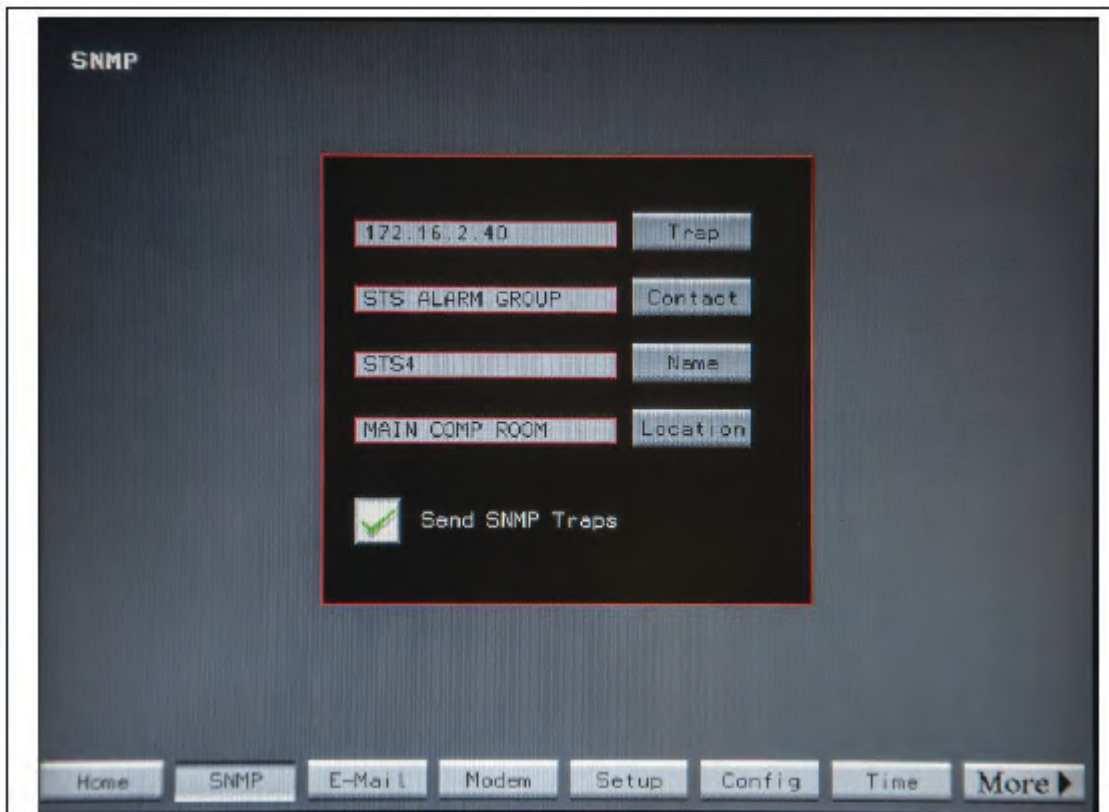 SNMP
172.16.2.40 Trap
STS ALARM GROUP Contact
STS4 Name
MAIN COMP ROOM Location
Send SNMP Traps
Home SNMP E-Mail Modem Setup Config Time More